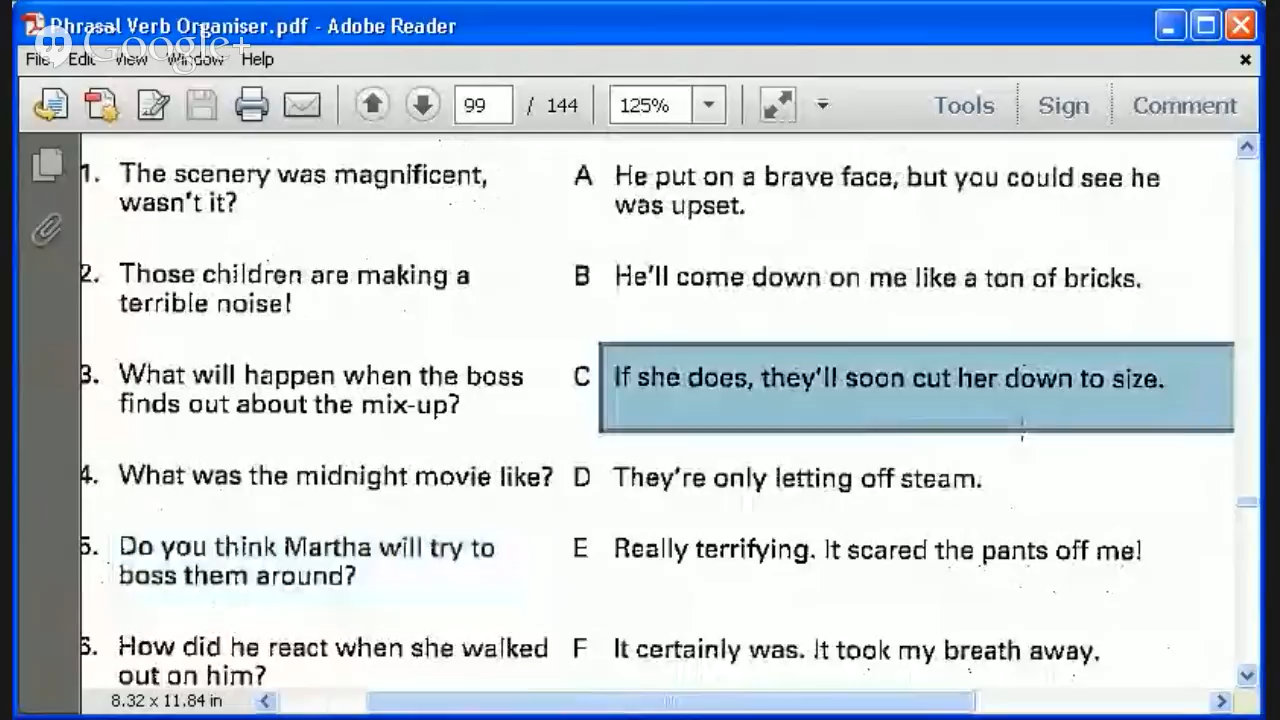 Phrasal Verb Organiser.pdf - Adobe Reader
Google+
File Edit View Window Help
99 / 144 125% Tools Sign Comment
1. The scenery was magnificent,
wasn't it?
A He put on a brave face, but you could see he
was upset.
2. Those children are making a
terrible noise!
B He'll come down on me like a ton of bricks.
3. What will happen when the boss
finds out about the mix-up?
C If she does, they'll soon cut her down to size.
4. What was the midnight movie like?
D They're only letting off steam.
5. Do you think Martha will try to
boss them around?
E Really terrifying. It scared the pants off me!
6. How did he react when she walked
out on him?
F It certainly was. It took my breath away.
8.32 x 11.84 in